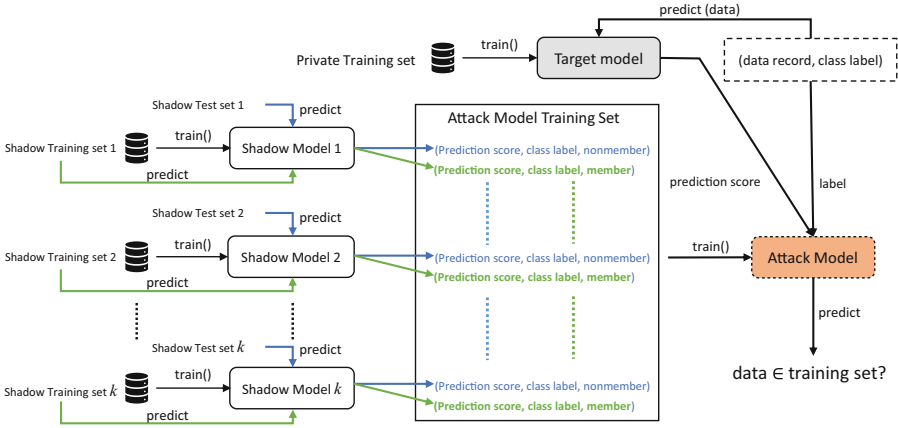 predict (data)
Private Training set
train()
Target model
(data record, class label)
Shadow Test set 1
predict
Attack Model Training Set
Shadow Training set 1
train()
Shadow Model 1
(Prediction score, class label, nonmember)
(Prediction score, class label, member)
predict
prediction score
label
Shadow Test set 2
predict
Shadow Training set 2
train()
Shadow Model 2
(Prediction score, class label, nonmember)
(Prediction score, class label, member)
predict
train()
Attack Model
predict
Shadow Test set k
predict
Shadow Training set k
train()
Shadow Model k
(Prediction score, class label, nonmember)
(Prediction score, class label, member)
predict
data ∈ training set?